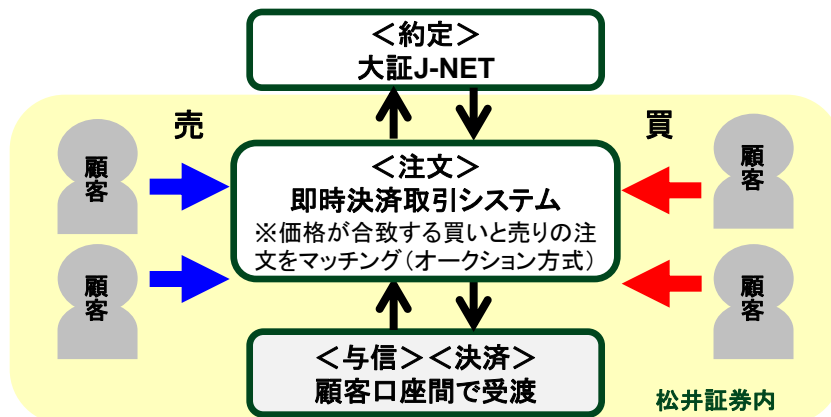 ＜約定＞
大証J-NET
売
買
顧客
顧客
＜注文＞
即時決済取引システム
※価格が合致する買いと売りの注
文をマッチング（オークション方式）
顧客
顧客
＜与信＞＜決済＞
顧客口座間で受渡
松井証券内